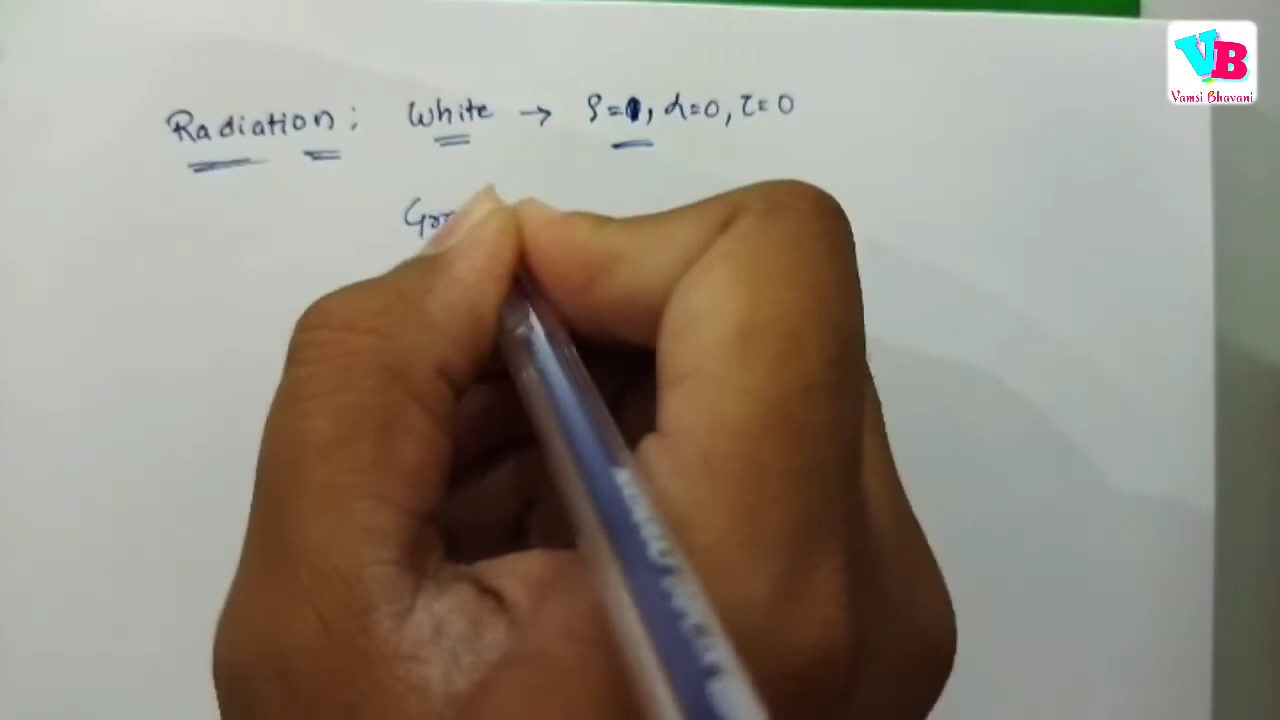 VB
Vamsi Bhavani
Radiation: White → ρ=1, α=0, τ=0